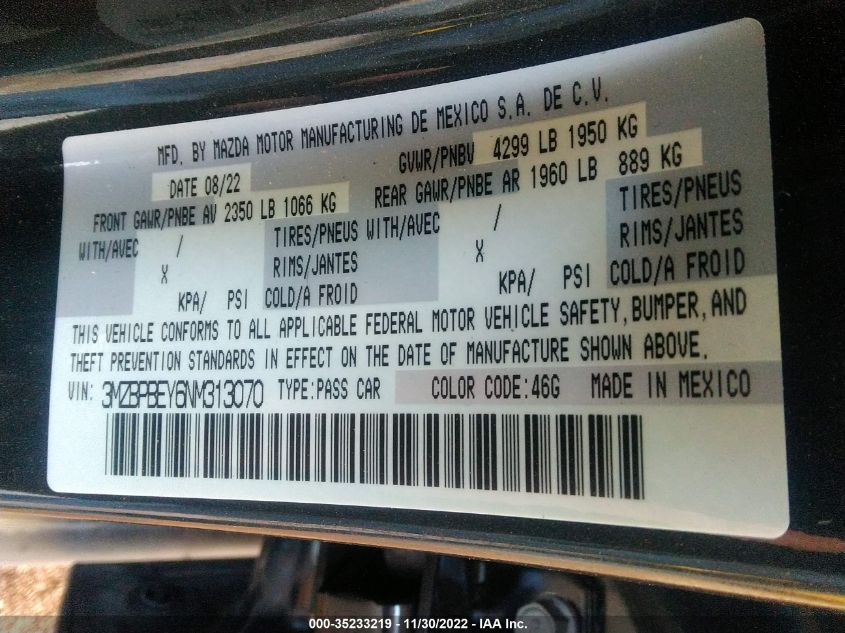 MFD. BY MAZDA MOTOR MANUFACTURING DE MEXICO S.A. DE C.V.
DATE 08/22 GVWR/PNBV 4299 LB 1950 KG
FRONT GAWR/PNBE AV 2350 LB 1066 KG REAR GAWR/PNBE AR 1960 LB 889 KG
WITH/AVEC / TIRES/PNEUS WITH/AVEC / TIRES/PNEUS
X RIMS/JANTES X RIMS/JANTES
KPA/ PSI COLD/A FROID KPA/ PSI COLD/A FROID
THIS VEHICLE CONFORMS TO ALL APPLICABLE FEDERAL MOTOR VEHICLE SAFETY, BUMPER, AND
THEFT PREVENTION STANDARDS IN EFFECT ON THE DATE OF MANUFACTURE SHOWN ABOVE.
VIN: 3MZBPBEY6NM313070 TYPE:PASS CAR COLOR CODE:46G MADE IN MEXICO
000-35233219 - 11/30/2022 - IAA Inc.